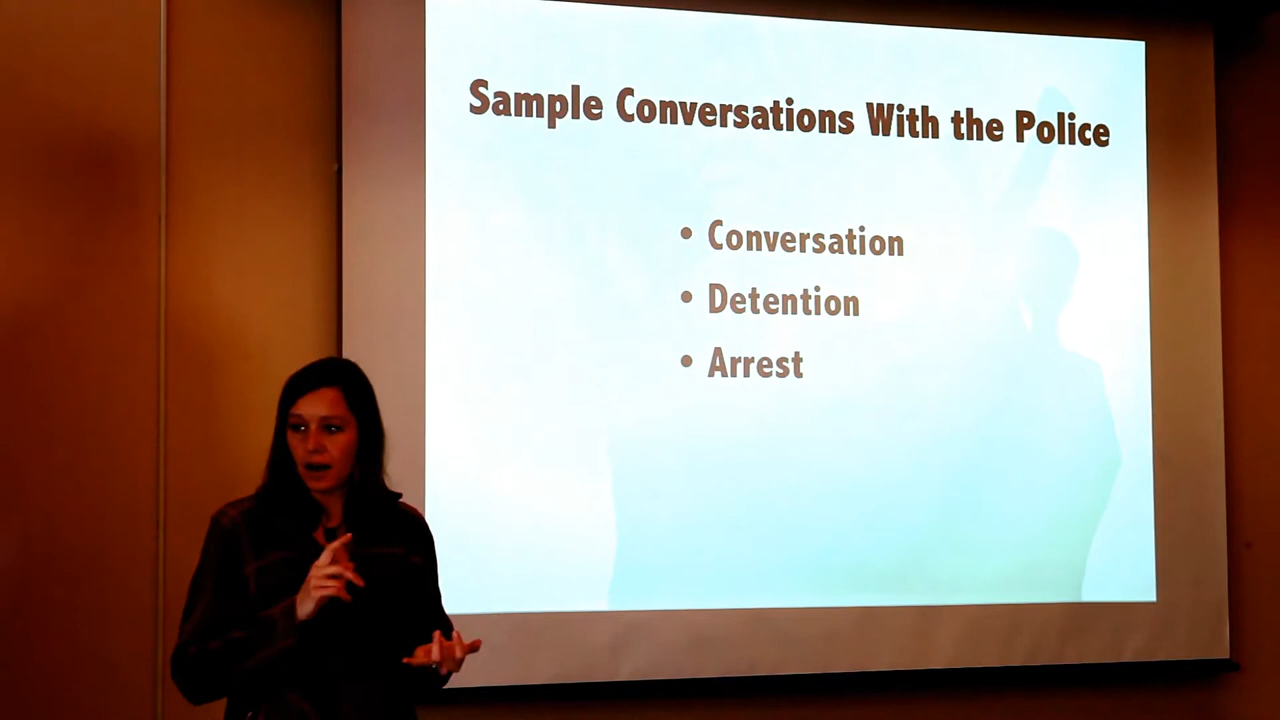 Sample Conversations With the Police
• Conversation
• Detention
• Arrest